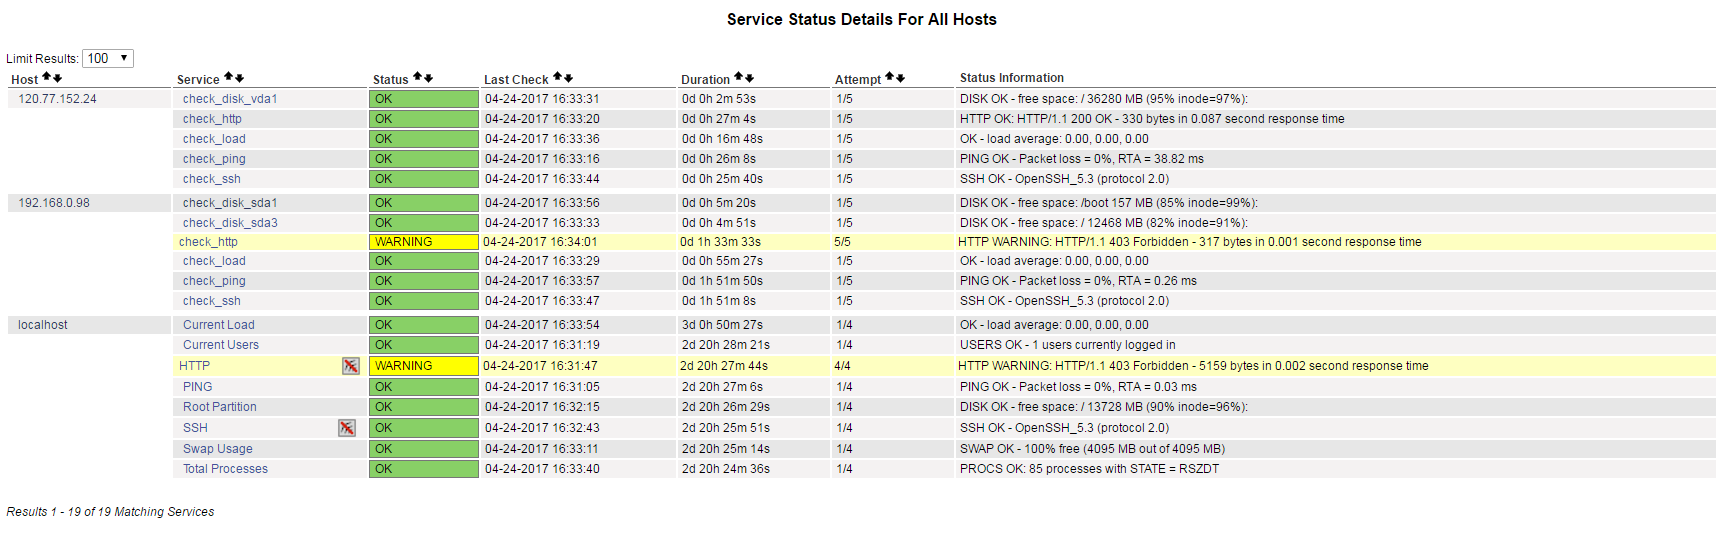 Service Status Details For All Hosts
Limit Results: 100
Host Service Status Last Check Duration Attempt Status Information
120.77.152.24 check_disk_vda1 OK 04-24-2017 16:33:31 0d 0h 2m 53s 1/5 DISK OK - free space: / 36280 MB (95% inode=97%):
check_http OK 04-24-2017 16:33:20 0d 0h 27m 4s 1/5 HTTP OK: HTTP/1.1 200 OK - 330 bytes in 0.087 second response time
check_load OK 04-24-2017 16:33:36 0d 0h 16m 48s 1/5 OK - load average: 0.00, 0.00, 0.00
check_ping OK 04-24-2017 16:33:16 0d 0h 26m 8s 1/5 PING OK - Packet loss = 0%, RTA = 38.82 ms
check_ssh OK 04-24-2017 16:33:44 0d 0h 25m 40s 1/5 SSH OK - OpenSSH_5.3 (protocol 2.0)
192.168.0.98 check_disk_sda1 OK 04-24-2017 16:33:56 0d 0h 5m 20s 1/5 DISK OK - free space: /boot 157 MB (85% inode=99%):
check_disk_sda3 OK 04-24-2017 16:33:33 0d 0h 4m 51s 1/5 DISK OK - free space: / 12468 MB (82% inode=91%):
check_http WARNING 04-24-2017 16:34:01 0d 1h 33m 33s 5/5 HTTP WARNING: HTTP/1.1 403 Forbidden - 317 bytes in 0.001 second response time
check_load OK 04-24-2017 16:33:29 0d 0h 55m 27s 1/5 OK - load average: 0.00, 0.00, 0.00
check_ping OK 04-24-2017 16:33:57 0d 1h 51m 50s 1/5 PING OK - Packet loss = 0%, RTA = 0.26 ms
check_ssh OK 04-24-2017 16:33:47 0d 1h 51m 8s 1/5 SSH OK - OpenSSH_5.3 (protocol 2.0)
localhost Current Load OK 04-24-2017 16:33:54 3d 0h 50m 27s 1/4 OK - load average: 0.00, 0.00, 0.00
Current Users OK 04-24-2017 16:31:19 2d 20h 28m 21s 1/4 USERS OK - 1 users currently logged in
HTTP WARNING 04-24-2017 16:31:47 2d 20h 27m 44s 4/4 HTTP WARNING: HTTP/1.1 403 Forbidden - 5159 bytes in 0.002 second response time
PING OK 04-24-2017 16:31:05 2d 20h 27m 6s 1/4 PING OK - Packet loss = 0%, RTA = 0.03 ms
Root Partition OK 04-24-2017 16:32:15 2d 20h 26m 29s 1/4 DISK OK - free space: / 13728 MB (90% inode=96%):
SSH OK 04-24-2017 16:32:43 2d 20h 25m 51s 1/4 SSH OK - OpenSSH_5.3 (protocol 2.0)
Swap Usage OK 04-24-2017 16:33:11 2d 20h 25m 14s 1/4 SWAP OK - 100% free (4095 MB out of 4095 MB)
Total Processes OK 04-24-2017 16:33:40 2d 20h 24m 36s 1/4 PROCS OK: 85 processes with STATE = RSZDT
Results 1 - 19 of 19 Matching Services